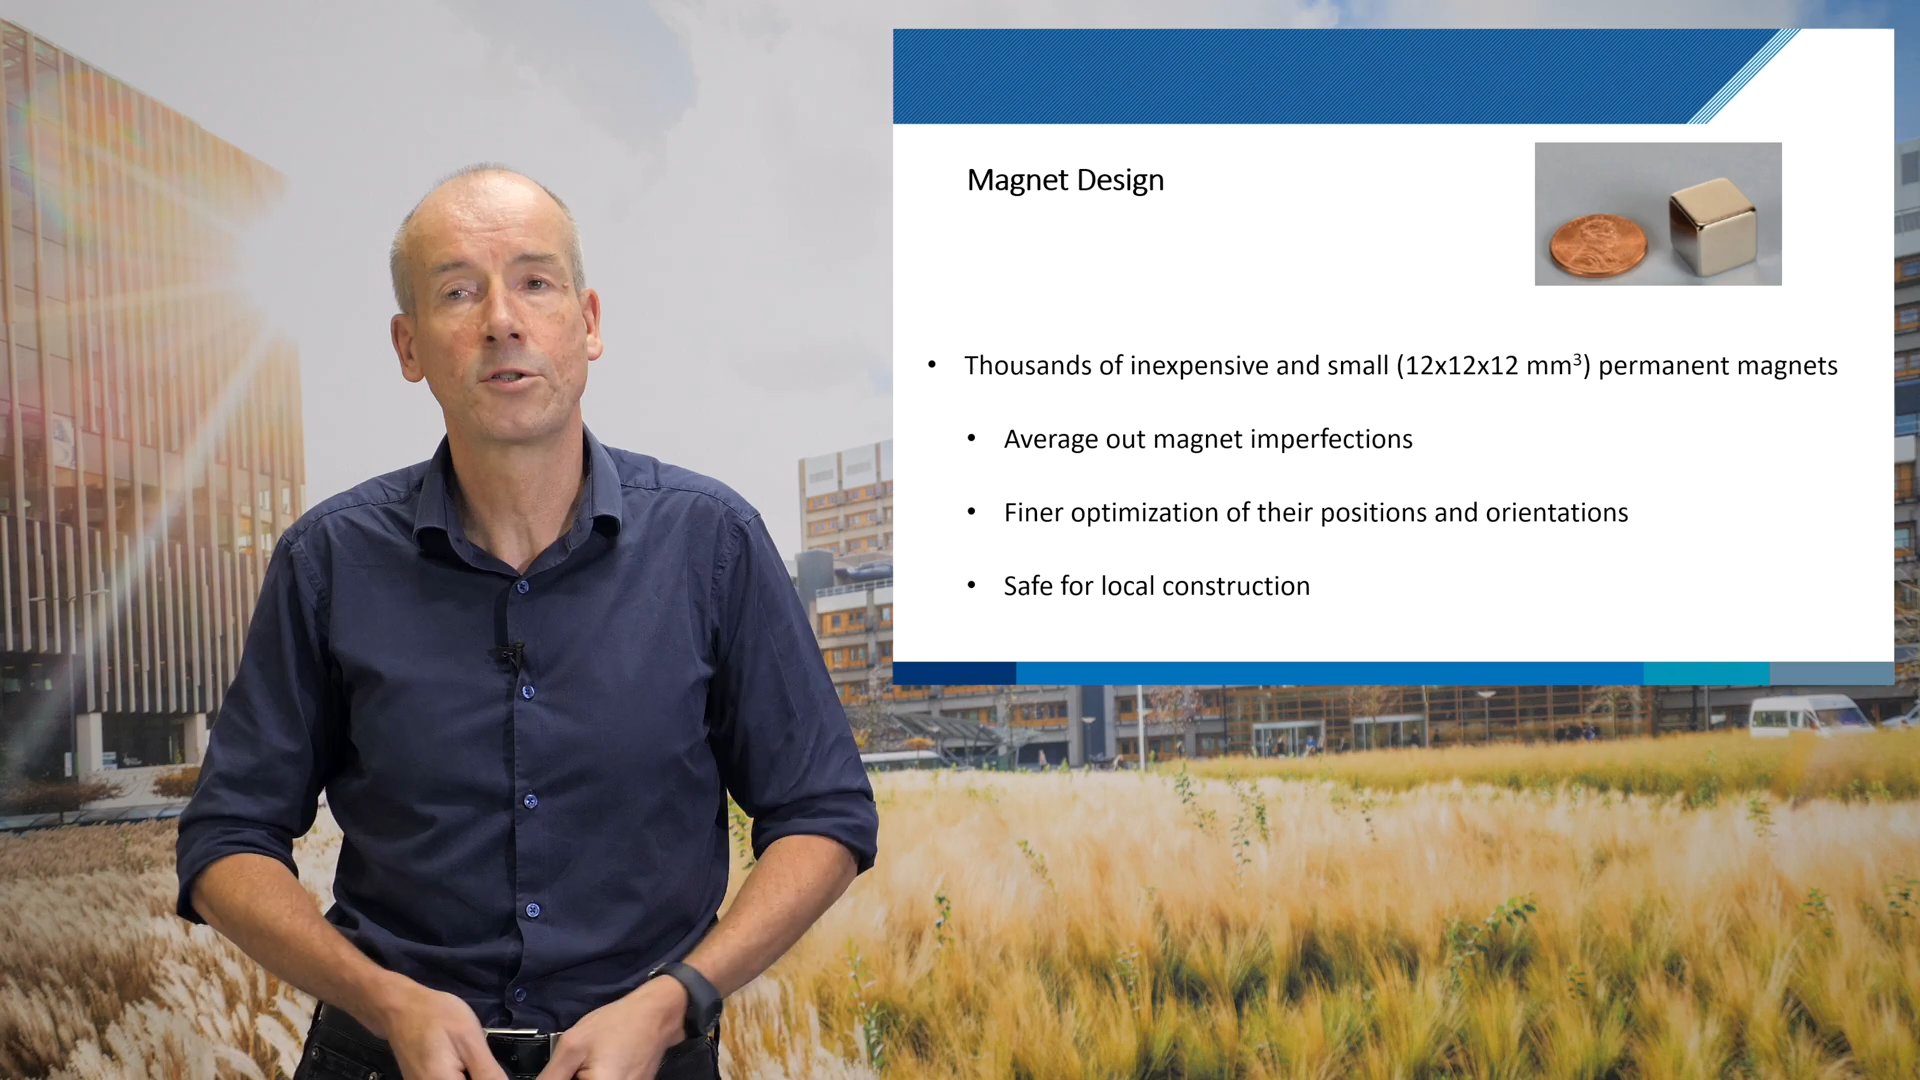 Magnet Design
• Thousands of inexpensive and small (12x12x12 mm³) permanent magnets
• Average out magnet imperfections
• Finer optimization of their positions and orientations
• Safe for local construction